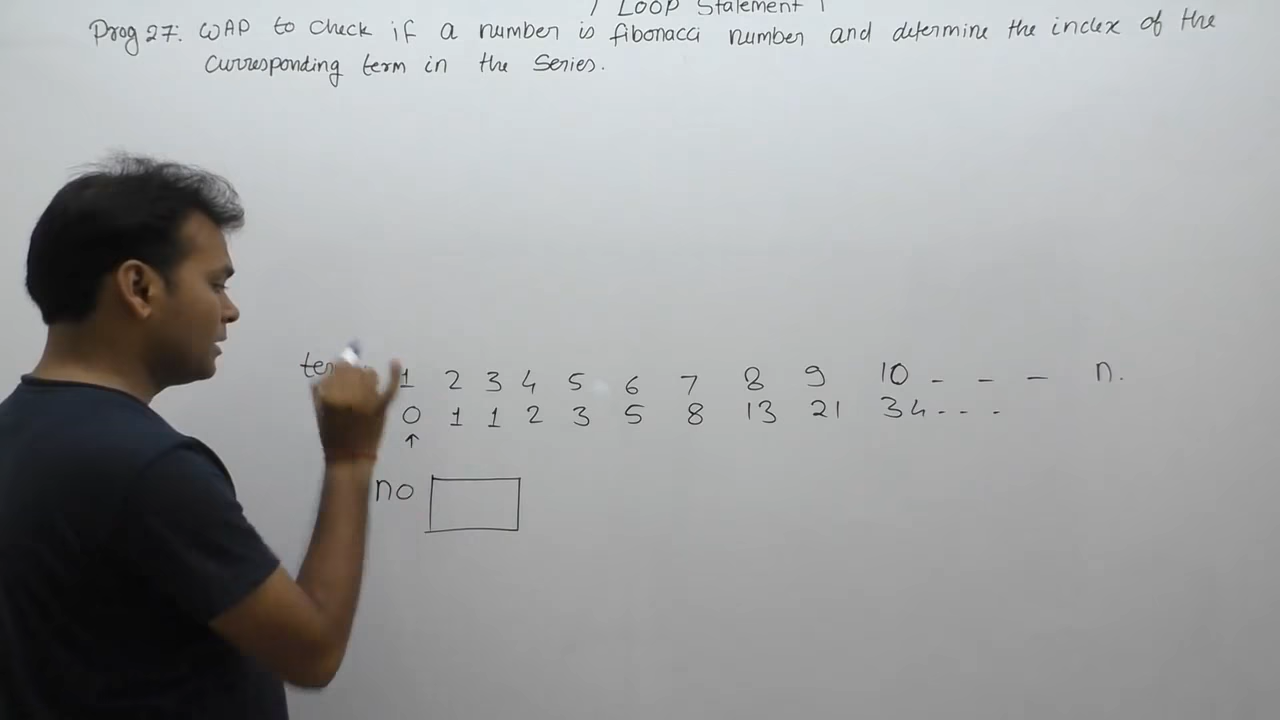 LOOP Statement
Prog 27: WAP to check if a number is fibonacci number and determine the index of the
Curresponding term in the Series.
1 2 3 4 5 6 7 8 9 10 - - - n.
0 1 1 2 3 5 8 13 21 34 - - -
↑
no